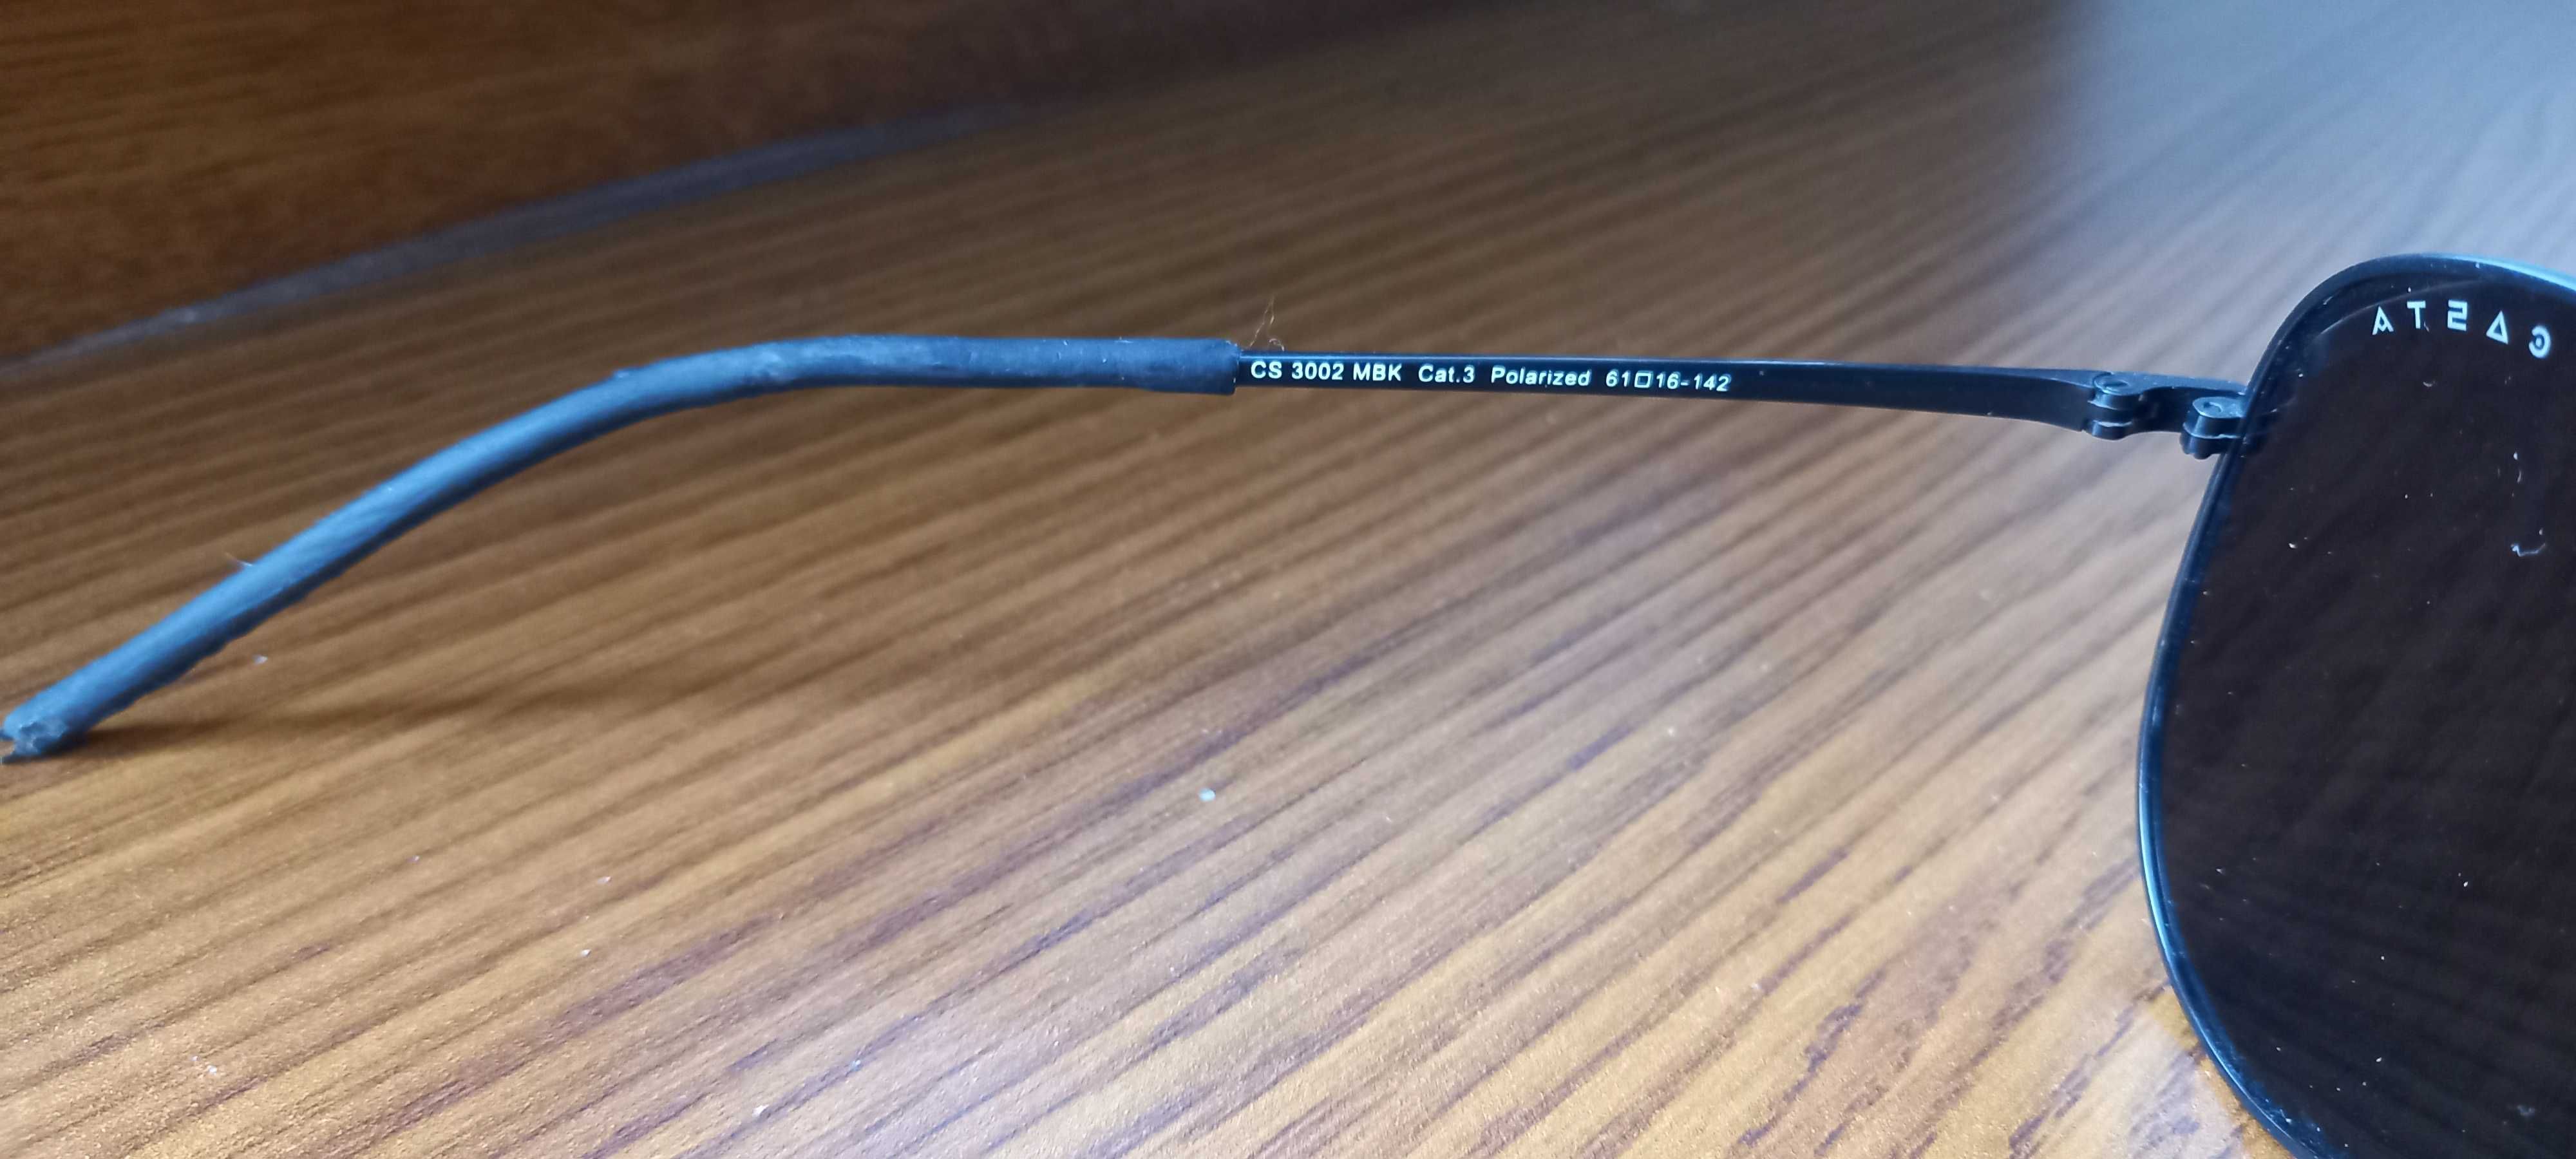 CS 3002 MBK Cat.3 Polarized 61□16-142
CASTA